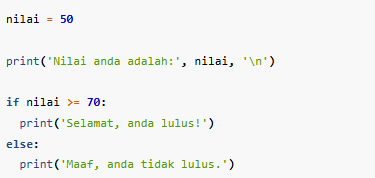 nilai = 50
print('Nilai anda adalah:', nilai, '\n')
if nilai >= 70:
  print('Selamat, anda lulus!')
else:
  print('Maaf, anda tidak lulus.')